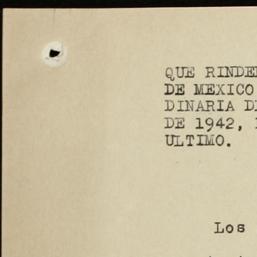 QUE RINDE
DE MEXICO
DINARIA D
DE 1942,
ULTIMO.
Los